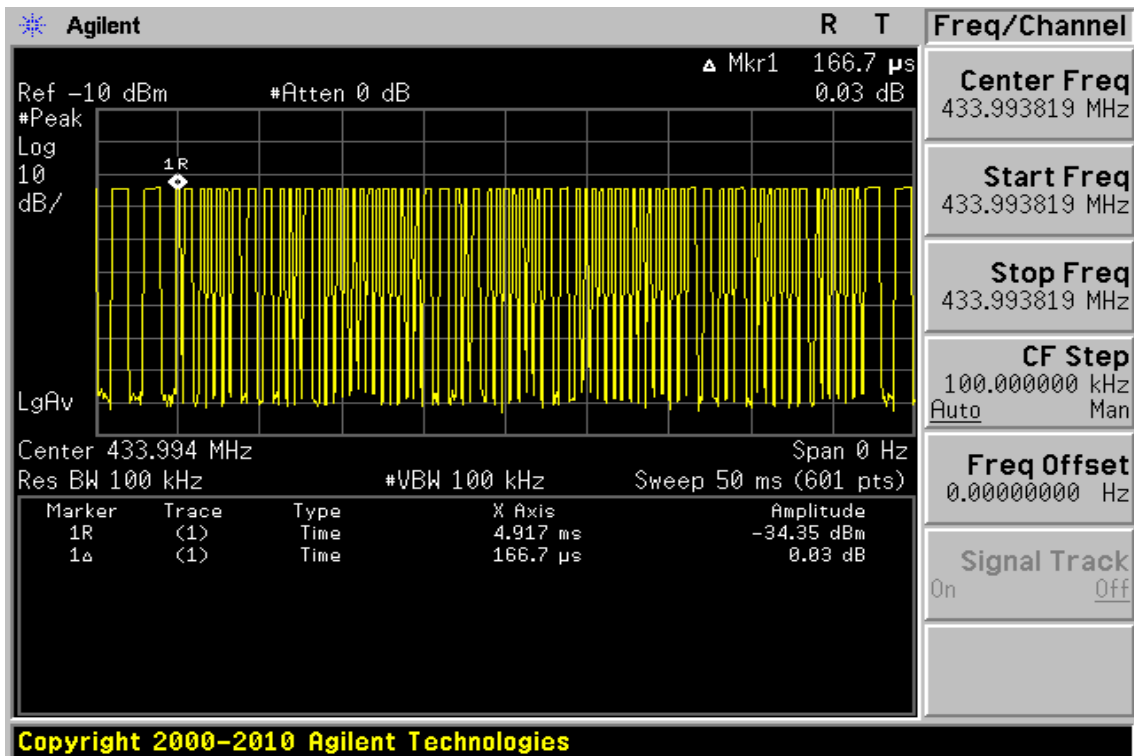 Agilent R T
Freq/Channel
Δ Mkr1 166.7 μs
Ref -10 dBm #Atten 0 dB 0.03 dB
#Peak
Log
10
dB/
1R
LgAv
Center 433.994 MHz Span 0 Hz
Res BW 100 kHz #VBW 100 kHz Sweep 50 ms (601 pts)
Marker Trace Type X Axis Amplitude
1R (1) Time 4.917 ms -34.35 dBm
1Δ (1) Time 166.7 μs 0.03 dB
Center Freq
433.993819 MHz
Start Freq
433.993819 MHz
Stop Freq
433.993819 MHz
CF Step
100.000000 kHz
Auto Man
Freq Offset
0.00000000 Hz
Signal Track
On Off
Copyright 2000-2010 Agilent Technologies